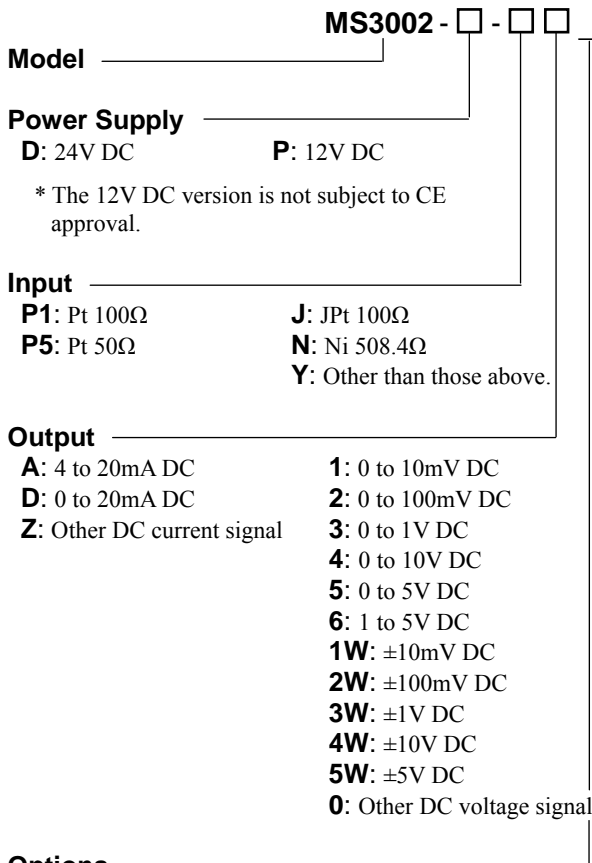 MS3002 - □ - □ □
Model
Power Supply
D: 24V DC P: 12V DC
* The 12V DC version is not subject to CE
approval.
Input
P1: Pt 100Ω J: JPt 100Ω
P5: Pt 50Ω N: Ni 508.4Ω
Y: Other than those above.
Output
A: 4 to 20mA DC 1: 0 to 10mV DC
D: 0 to 20mA DC 2: 0 to 100mV DC
Z: Other DC current signal 3: 0 to 1V DC
4: 0 to 10V DC
5: 0 to 5V DC
6: 1 to 5V DC
1W: ±10mV DC
2W: ±100mV DC
3W: ±1V DC
4W: ±10V DC
5W: ±5V DC
0: Other DC voltage signal
Options